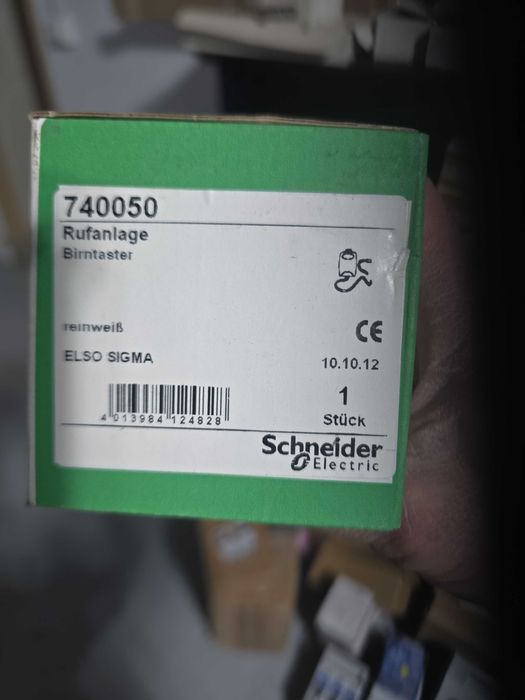 740050
Rufanlage
Birntaster
reinweiß
CE
ELSO SIGMA
10.10.12
4 013984 124828
1
Stück
Schneider
Electric